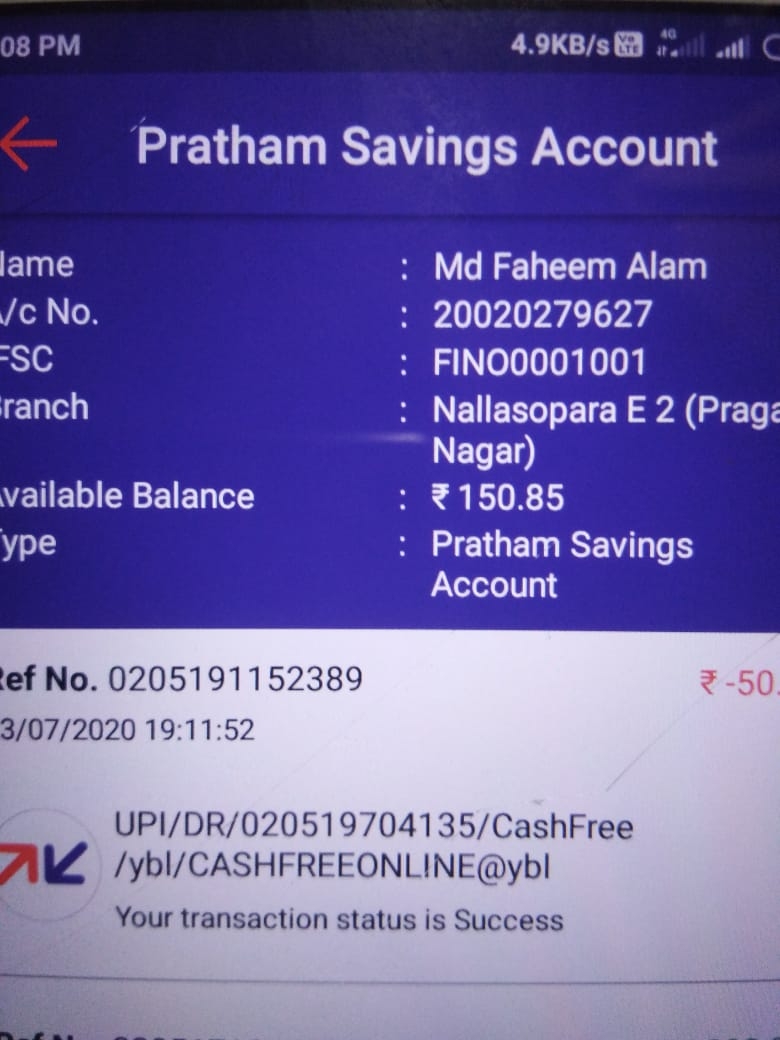 08 PM 4.9KB/s Vo LTE 4G
Pratham Savings Account
ame : Md Faheem Alam
/c No. : 20020279627
FSC : FINO0001001
ranch : Nallasopara E 2 (Praga
Nagar)
vailable Balance : ₹ 150.85
ype : Pratham Savings
Account
ef No. 0205191152389 ₹ -50.
3/07/2020 19:11:52
UPI/DR/020519704135/CashFree
/ybl/CASHFREEONLINE@ybl
Your transaction status is Success